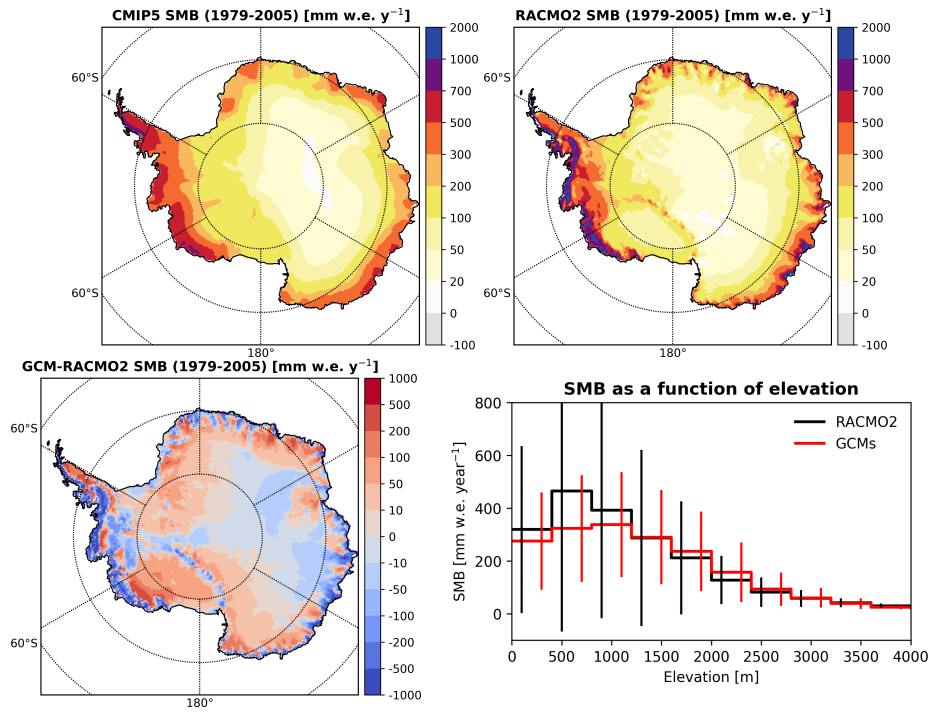 CMIP5 SMB (1979-2005) [mm w.e. y⁻¹]
60°S
60°S
180°
2000
1000
700
500
300
200
100
50
20
0
-100
RACMO2 SMB (1979-2005) [mm w.e. y⁻¹]
60°S
60°S
180°
2000
1000
700
500
300
200
100
50
20
0
-100
GCM-RACMO2 SMB (1979-2005) [mm w.e. y⁻¹]
60°S
60°S
180°
1000
500
200
100
50
10
0
-10
-50
-100
-200
-500
-1000
SMB as a function of elevation
SMB [mm w.e. year⁻¹]
800
600
400
200
0
RACMO2
GCMs
0 500 1000 1500 2000 2500 3000 3500 4000
Elevation [m]